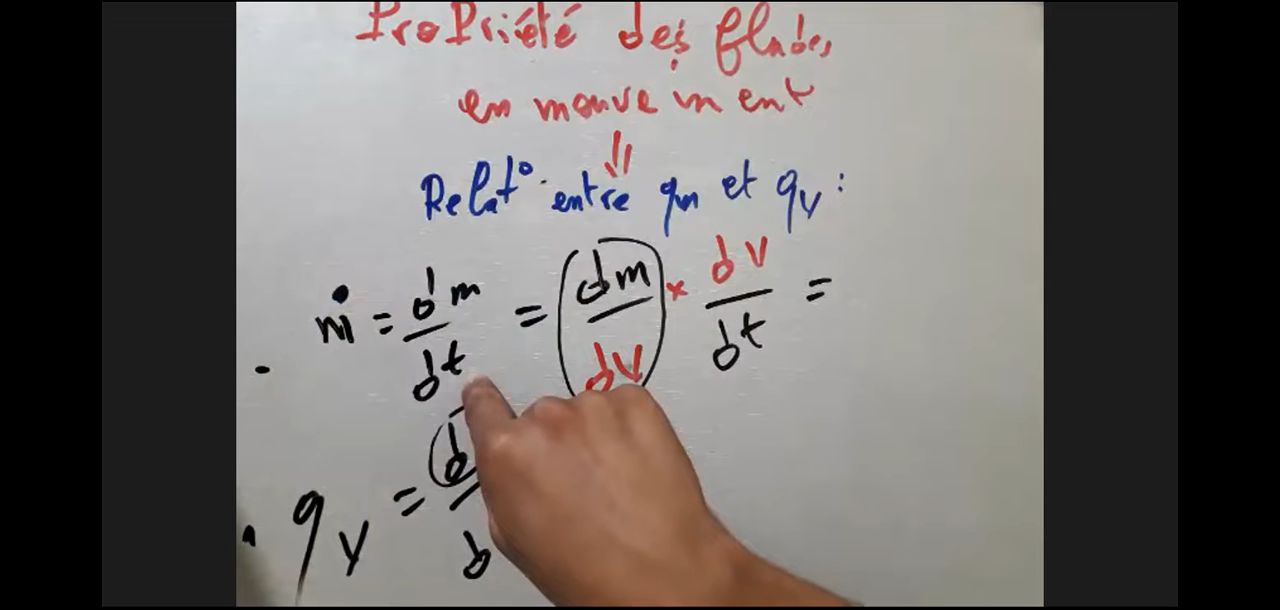 Propriété des fluides
en mouvement
⇓
Relat° entre qm et qv :
• ṁ = dm/dt = (dm/dV) × dV/dt =
• qv = d